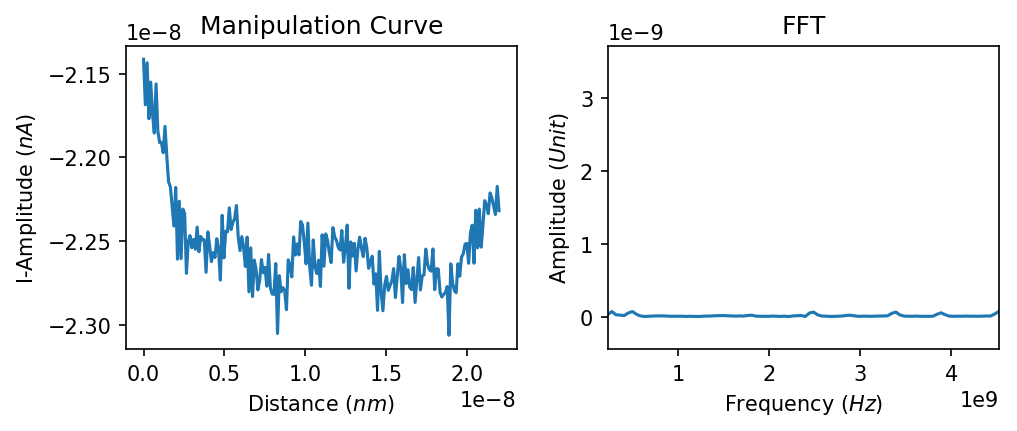 Manipulation Curve
1e−8
−2.15
−2.20
−2.25
−2.30
I-Amplitude (nA)
0.0 0.5 1.0 1.5 2.0
1e−8
Distance (nm)
FFT
1e−9
3
2
1
0
Amplitude (Unit)
1 2 3 4
1e9
Frequency (Hz)